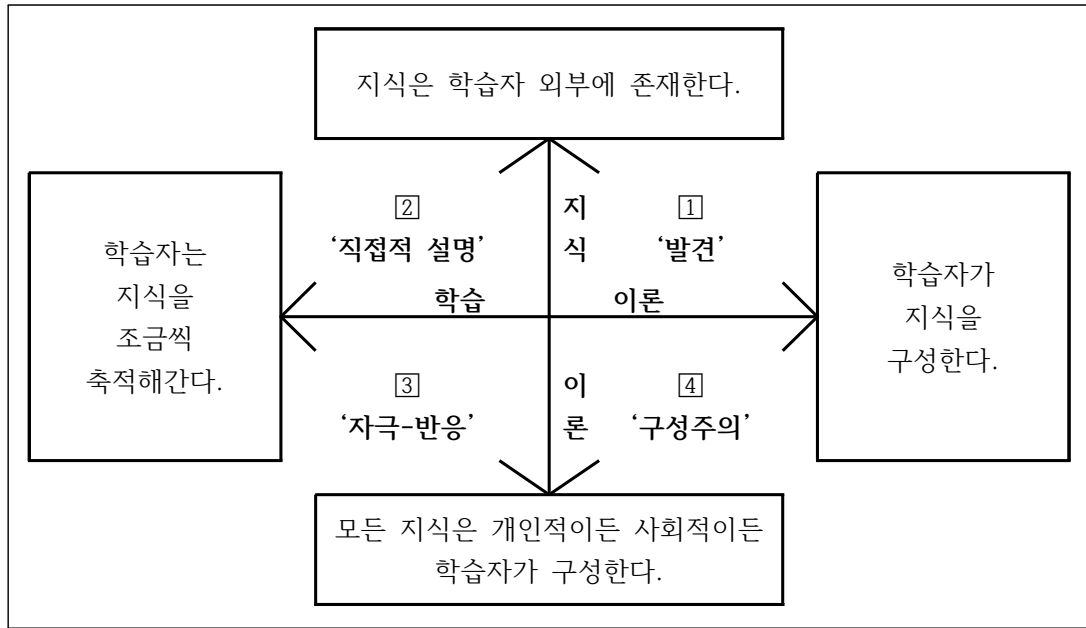 지식은 학습자 외부에 존재한다.
학습자는
지식을
조금씩
축적해간다.
2
‘직접적 설명’
지
식
1
‘발견’
학습
이론
3
‘자극-반응’
이
론
4
‘구성주의’
학습자가
지식을
구성한다.
모든 지식은 개인적이든 사회적이든
학습자가 구성한다.